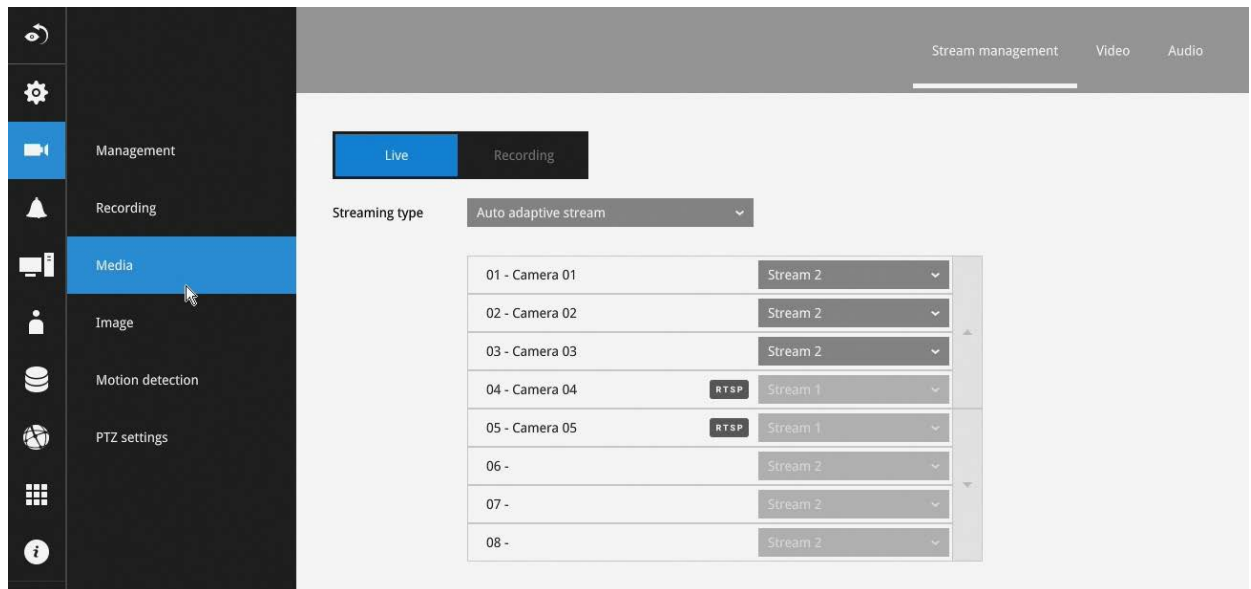 Stream management Video Audio
Management
Recording
Media
Image
Motion detection
PTZ settings
Live Recording
Streaming type Auto adaptive stream
01 - Camera 01 Stream 2
02 - Camera 02 Stream 2
03 - Camera 03 Stream 2
04 - Camera 04 RTSP Stream 1
05 - Camera 05 RTSP Stream 1
06 - Stream 2
07 - Stream 2
08 - Stream 2